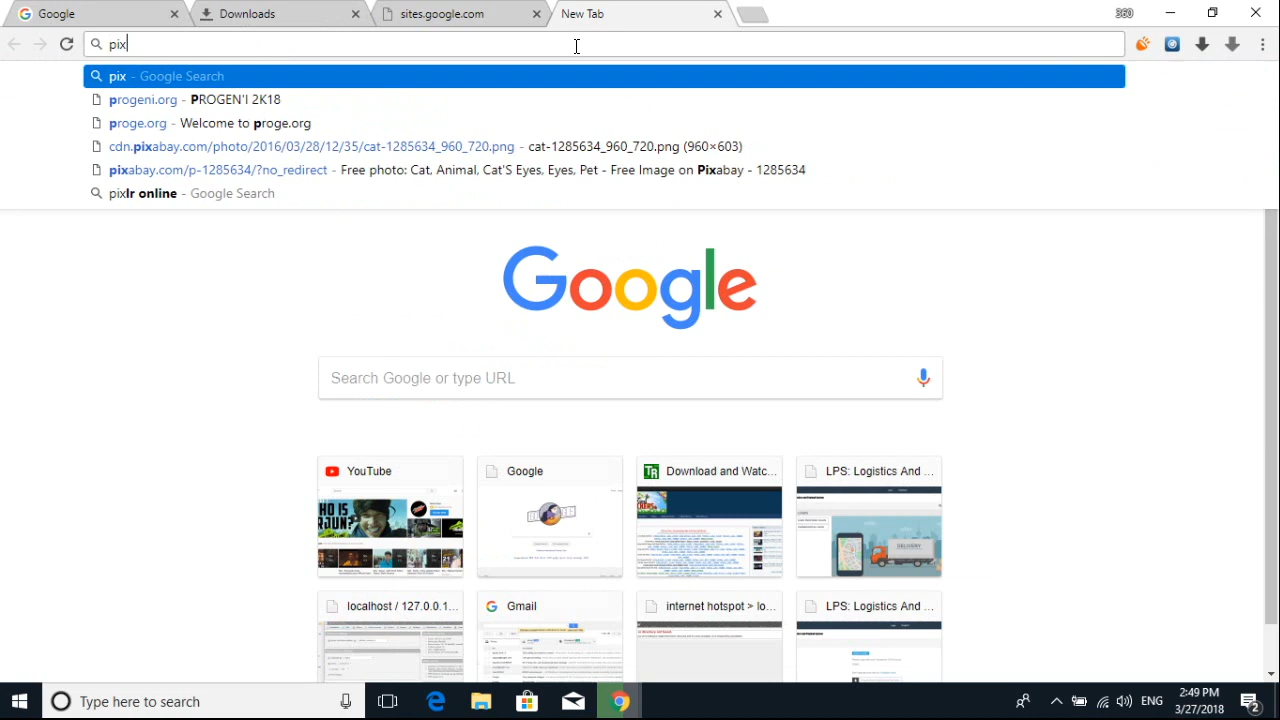 Google
Downloads
sites.google.com
New Tab
360
pix
pix - Google Search
progeni.org - PROGEN'I 2K18
proge.org - Welcome to proge.org
cdn.pixabay.com/photo/2016/03/28/12/35/cat-1285634_960_720.png - cat-1285634_960_720.png (960×603)
pixabay.com/p-1285634/?no_redirect - Free photo: Cat, Animal, Cat'S Eyes, Eyes, Pet - Free Image on Pixabay - 1285634
pixlr online - Google Search
Google
Search Google or type URL
YouTube
Google
Download and Watc...
LPS: Logistics And ...
localhost / 127.0.0.1...
Gmail
internet hotspot > lo...
LPS: Logistics And ...
Type here to search
ENG
2:49 PM
3/27/2018
2